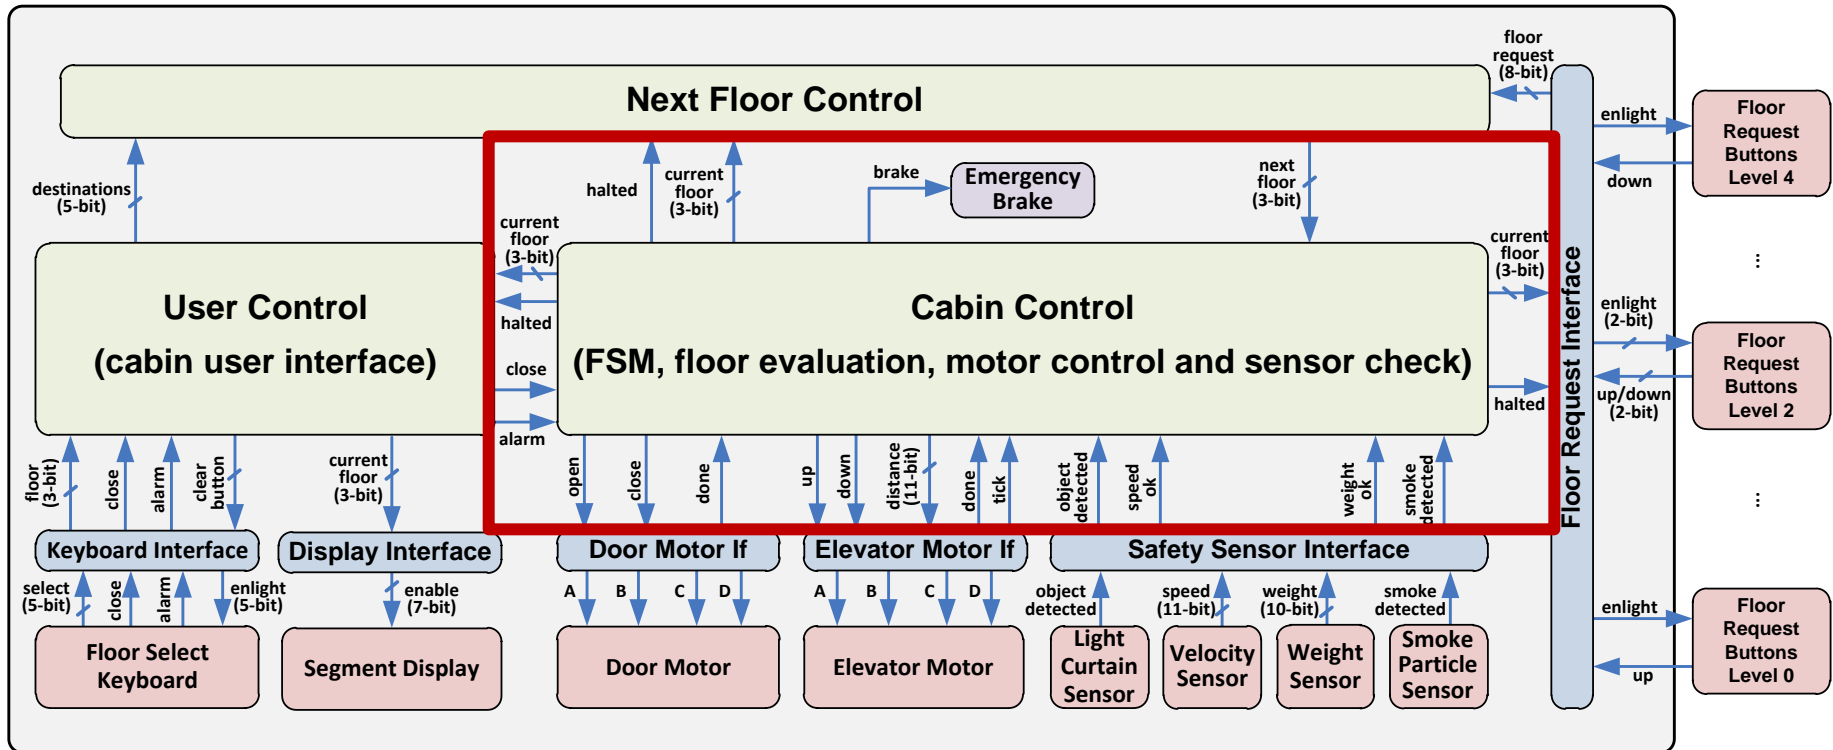 floor
request
(8-bit)
Next Floor Control
enlight
Floor
Request
Buttons
Level 4
down
destinations
(5-bit)
halted
current
floor
(3-bit)
brake
Emergency
Brake
next
floor
(3-bit)
current
floor
(3-bit)
current
floor
(3-bit)
User Control
(cabin user interface)
halted
close
alarm
Cabin Control
(FSM, floor evaluation, motor control and sensor check)
halted
Floor Request Interface
...
enlight
(2-bit)
Floor
Request
Buttons
Level 2
up/down
(2-bit)
...
floor
(3-bit)
close
alarm
clear
button
current
floor
(3-bit)
open
close
done
up
down
distance
(11-bit)
done
tick
object
detected
speed
ok
weight
ok
smoke
detected
Keyboard Interface
Display Interface
Door Motor If
Elevator Motor If
Safety Sensor Interface
select
(5-bit)
close
alarm
enlight
(5-bit)
enable
(7-bit)
A
B
C
D
A
B
C
D
object
detected
speed
(11-bit)
weight
(10-bit)
smoke
detected
enlight
Floor
Request
Buttons
Level 0
up
Floor Select
Keyboard
Segment Display
Door Motor
Elevator Motor
Light
Curtain
Sensor
Velocity
Sensor
Weight
Sensor
Smoke
Particle
Sensor